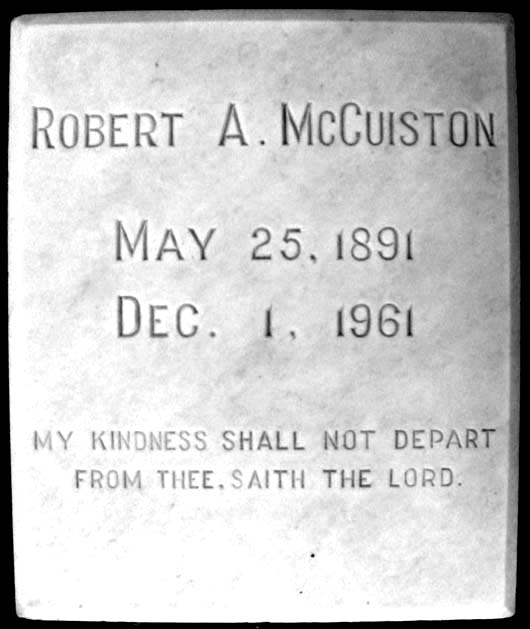 ROBERT A. MCCUISTON
MAY 25, 1891
DEC. 1, 1961
MY KINDNESS SHALL NOT DEPART
FROM THEE, SAITH THE LORD.